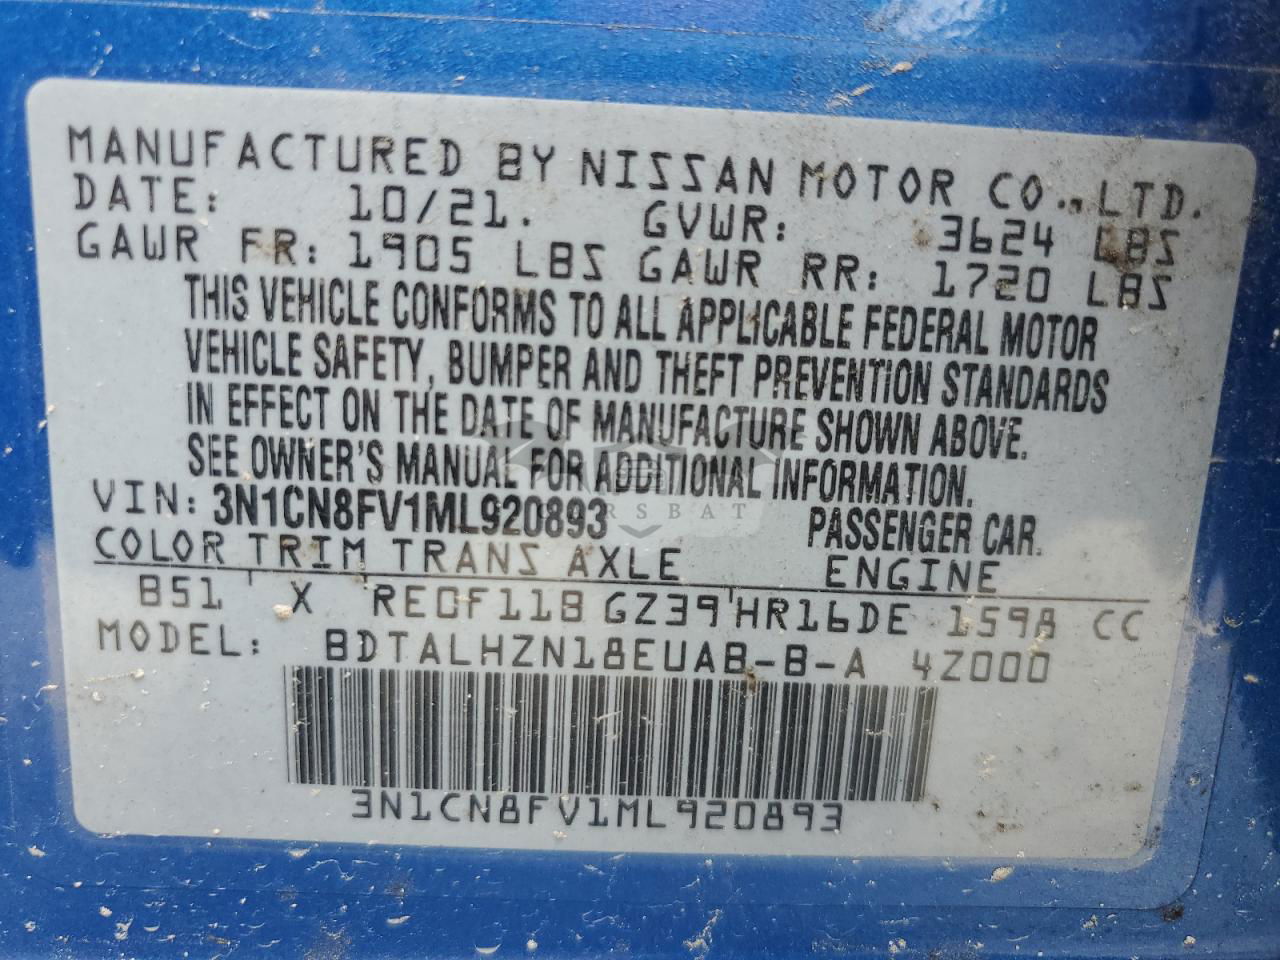 MANUFACTURED BY NISSAN MOTOR CO., LTD.
DATE: 10/21. GVWR: 3624 LBS
GAWR FR: 1905 LBS GAWR RR: 1720 LBS
THIS VEHICLE CONFORMS TO ALL APPLICABLE FEDERAL MOTOR
VEHICLE SAFETY, BUMPER AND THEFT PREVENTION STANDARDS
IN EFFECT ON THE DATE OF MANUFACTURE SHOWN ABOVE.
SEE OWNER'S MANUAL FOR ADDITIONAL INFORMATION.
VIN: 3N1CN8FV1ML920893 PASSENGER CAR.
CARSBAT
COLOR TRIM TRANS AXLE ENGINE
B51 X RE0F11B GZ39 HR16DE 1598 CC
MODEL: BDTALHZN18EUAB-B-A 4Z000
3N1CN8FV1ML920893